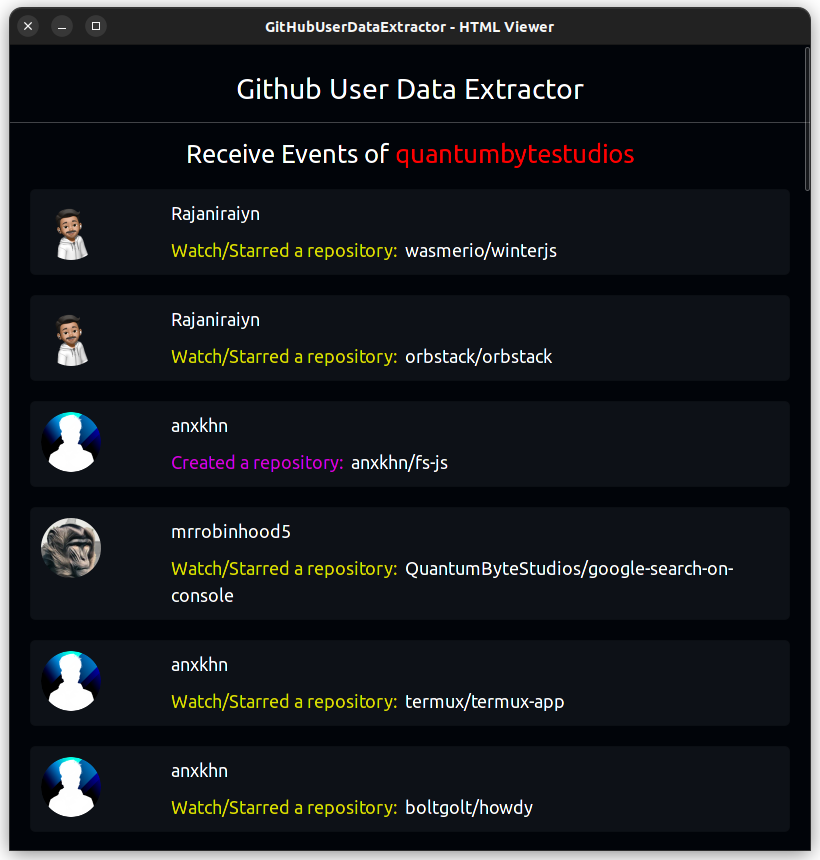 GitHubUserDataExtractor - HTML Viewer
Github User Data Extractor
Receive Events of quantumbytestudios
Rajaniraiyn
Watch/Starred a repository: wasmerio/winterjs
Rajaniraiyn
Watch/Starred a repository: orbstack/orbstack
anxkhn
Created a repository: anxkhn/fs-js
mrrobinhood5
Watch/Starred a repository: QuantumByteStudios/google-search-on-
console
anxkhn
Watch/Starred a repository: termux/termux-app
anxkhn
Watch/Starred a repository: boltgolt/howdy